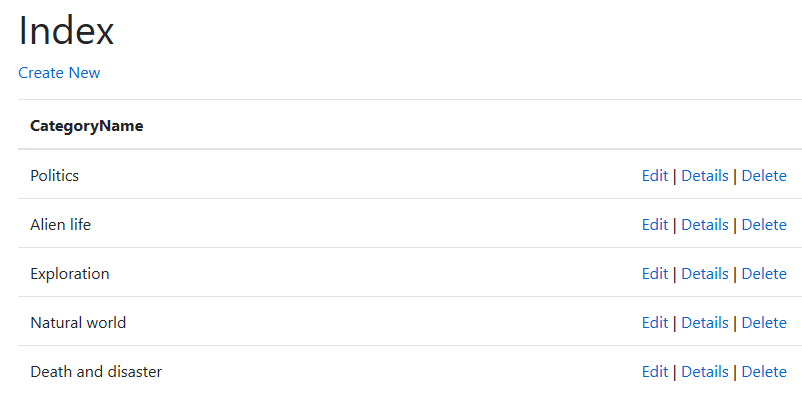 Index
Create New
CategoryName
Politics Edit | Details | Delete
Alien life Edit | Details | Delete
Exploration Edit | Details | Delete
Natural world Edit | Details | Delete
Death and disaster Edit | Details | Delete